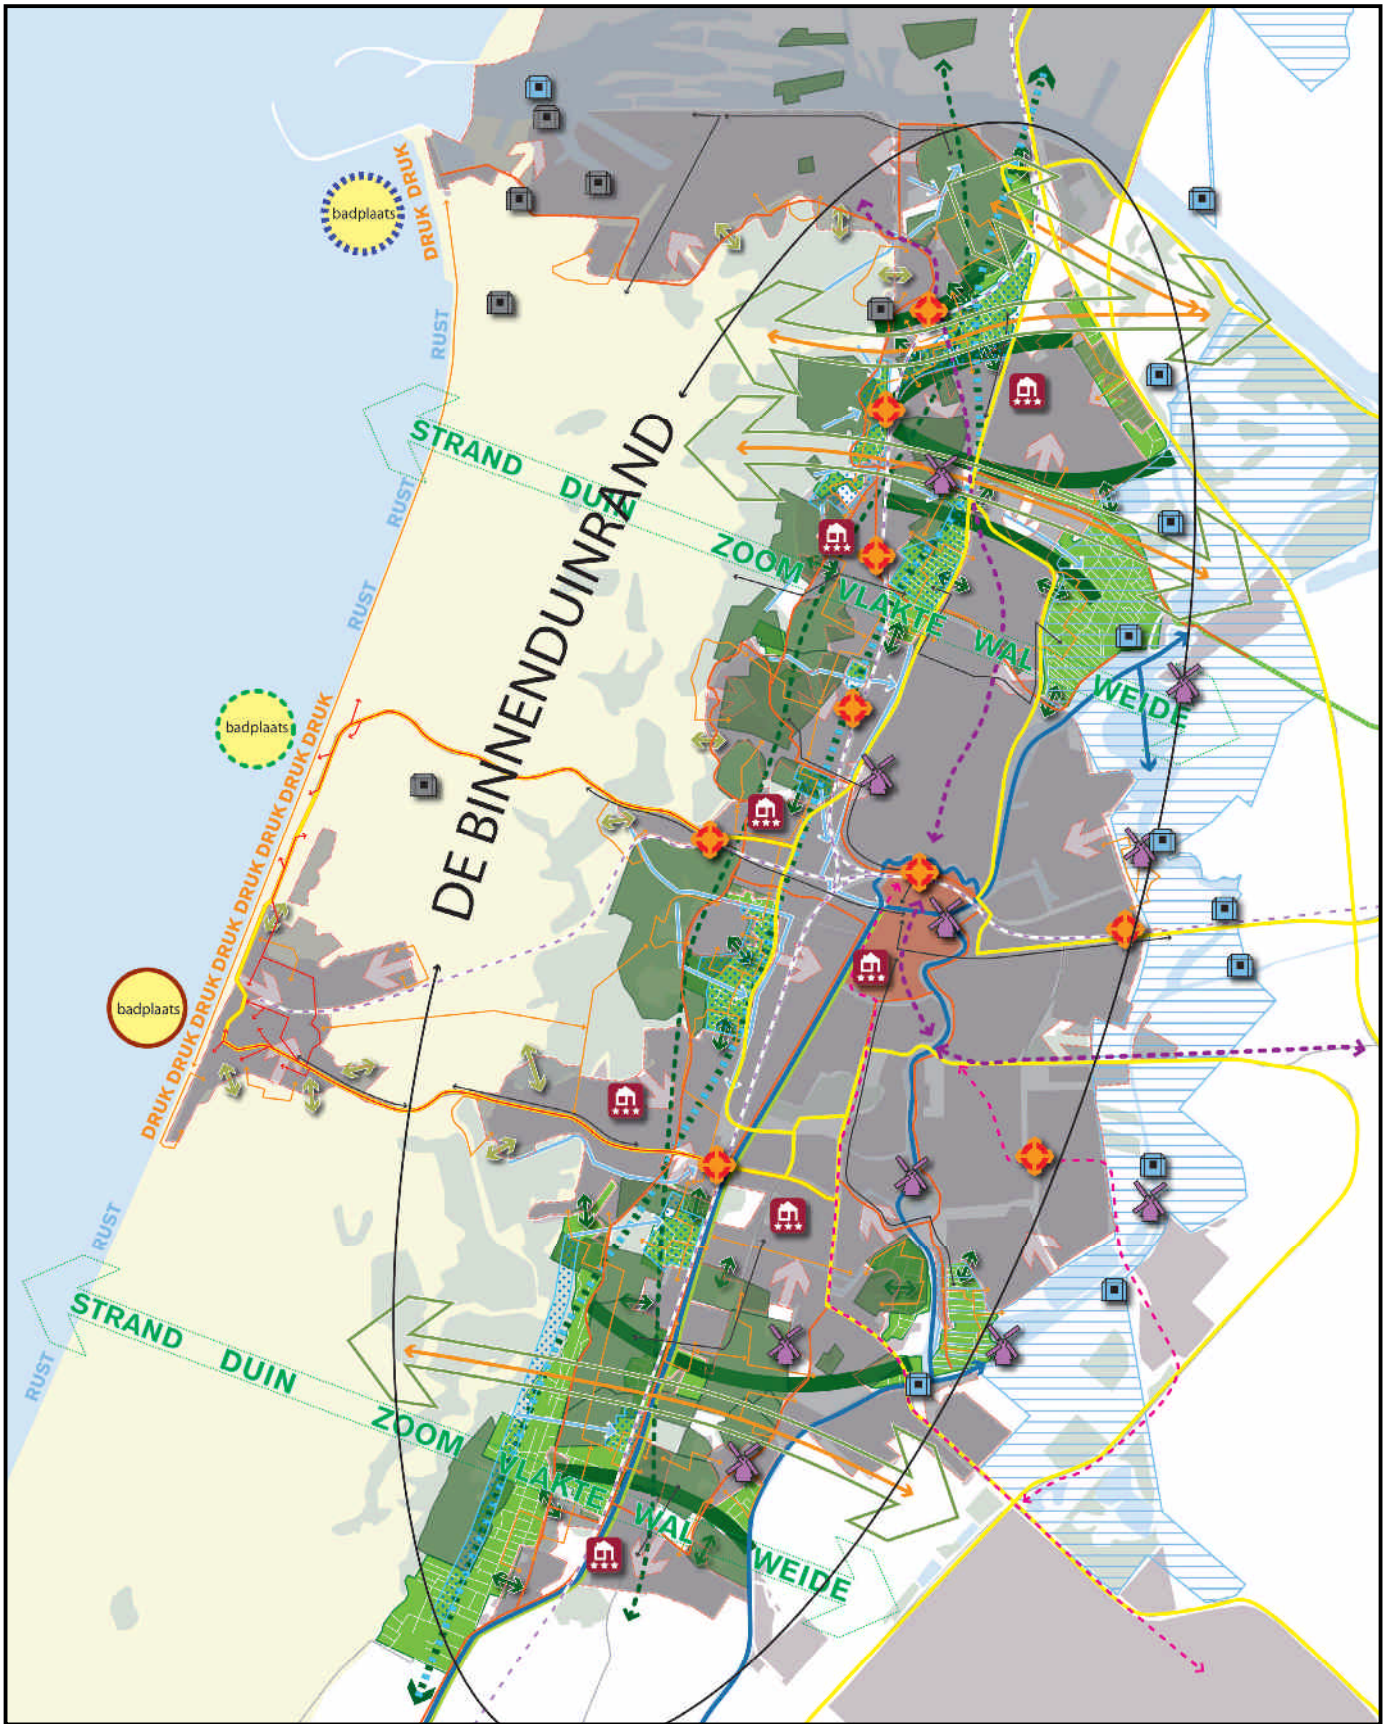 DRUK DRUK
badplaats
RUST
STRAND DUIN ZOOM VLAKTE WAL WEIDE
RUST
DE BINNENDUINRAND
RUST
badplaats
DRUK DRUK DRUK DRUK DRUK DRUK DRUK DRUK
badplaats
RUST
STRAND DUIN ZOOM VLAKTE WAL WEIDE
RUST